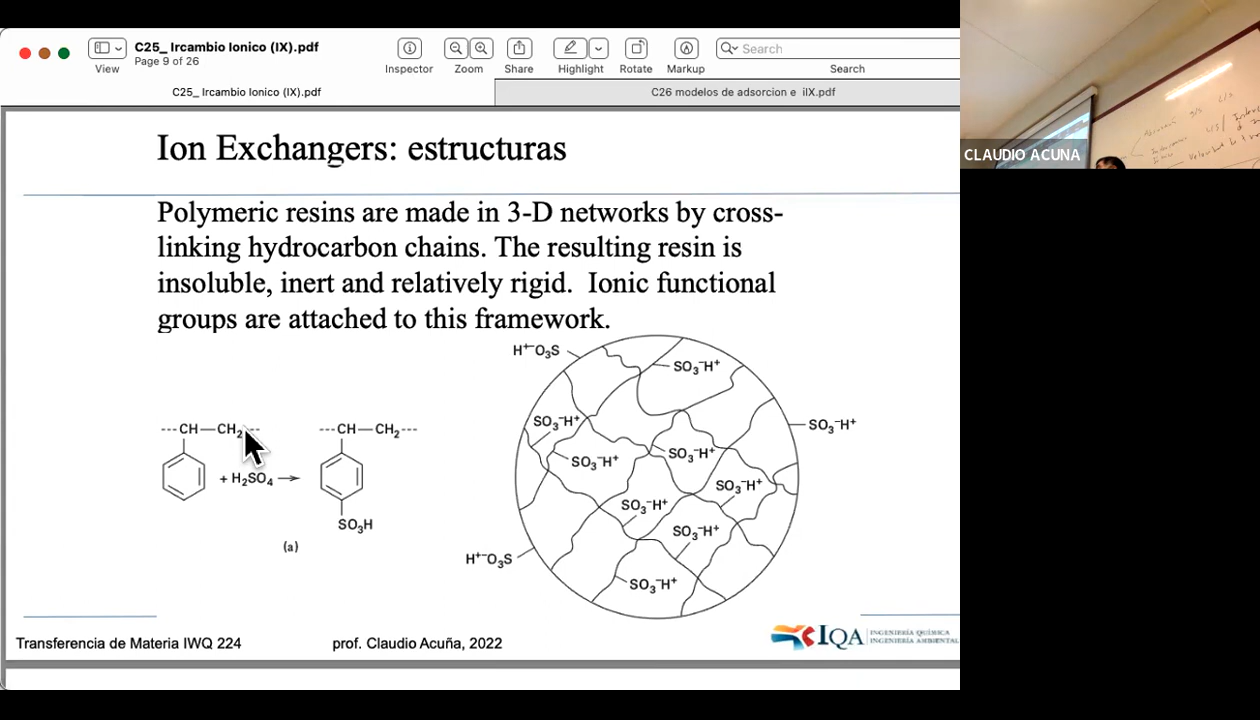 C25_ Ircambio Ionico (IX).pdf
Page 9 of 26
View
Inspector
Zoom
Share
Highlight
Rotate
Markup
Search
Search
C25_ Ircambio Ionico (IX).pdf
C26 modelos de adsorcion e iIX.pdf
CLAUDIO ACUNA
Ion Exchangers: estructuras
Polymeric resins are made in 3-D networks by cross-
linking hydrocarbon chains. The resulting resin is
insoluble, inert and relatively rigid. Ionic functional
groups are attached to this framework.
---CH—CH₂---
+ H₂SO₄ →
---CH—CH₂---
SO₃H
(a)
H⁺⁻O₃S
SO₃⁻H⁺
SO₃⁻H⁺
SO₃⁻H⁺
SO₃⁻H⁺
SO₃⁻H⁺
SO₃⁻H⁺
SO₃⁻H⁺
SO₃⁻H⁺
H⁺⁻O₃S
SO₃⁻H⁺
Transferencia de Materia IWQ 224
prof. Claudio Acuña, 2022
IQA
INGENIERÍA QUÍMICA
INGENIERÍA AMBIENTAL